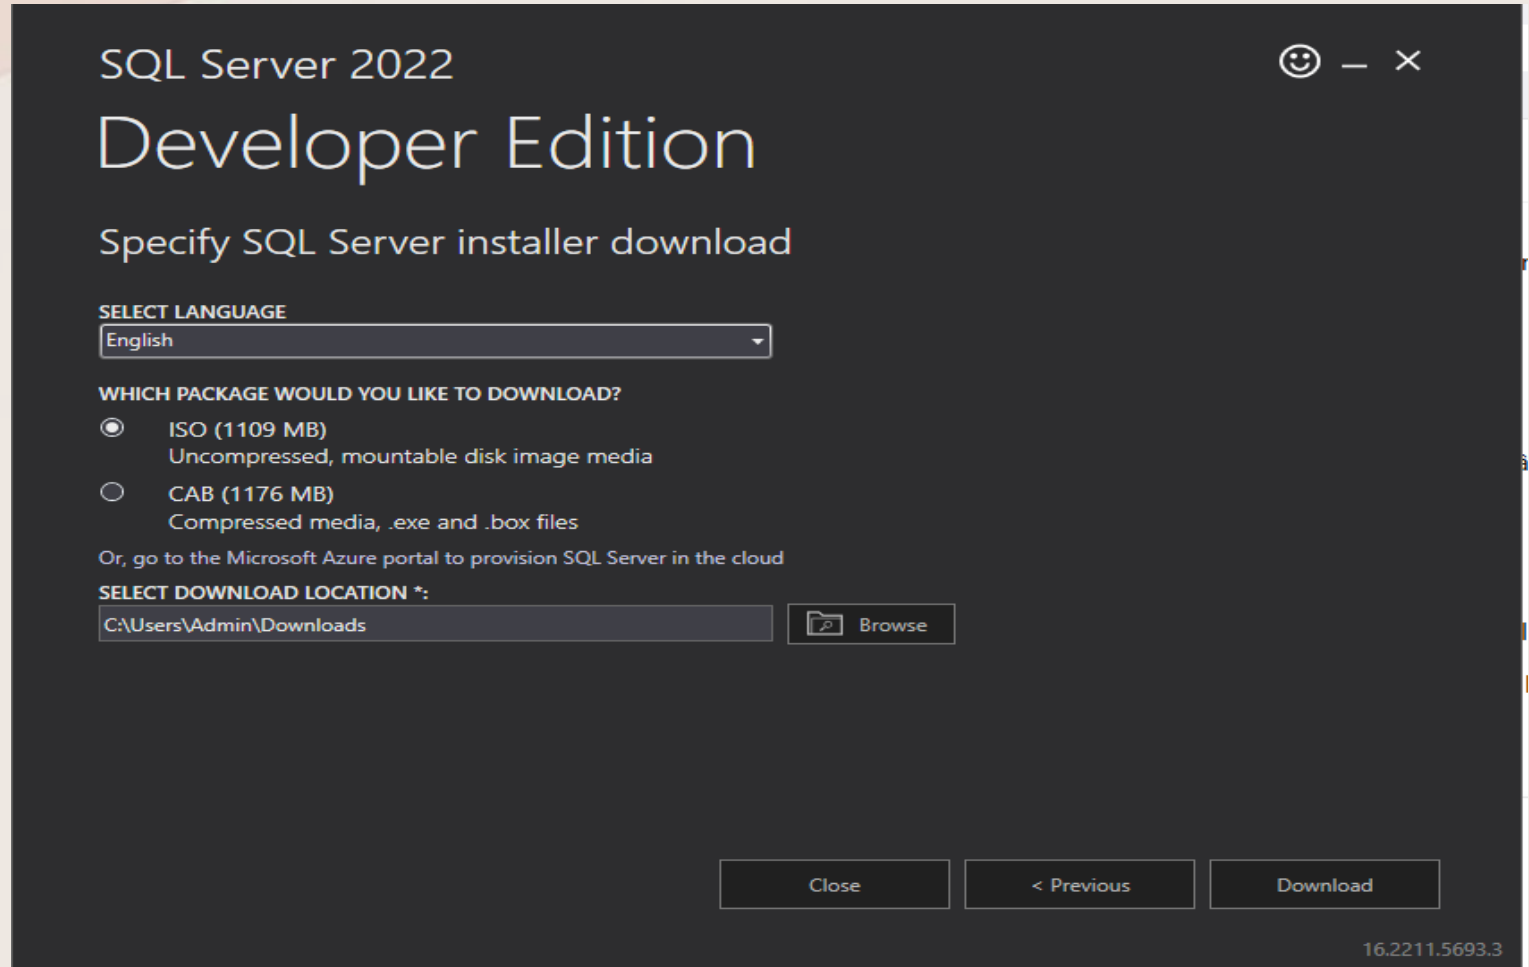 SQL Server 2022
Developer Edition
Specify SQL Server installer download
SELECT LANGUAGE
English
WHICH PACKAGE WOULD YOU LIKE TO DOWNLOAD?
ISO (1109 MB)
Uncompressed, mountable disk image media
CAB (1176 MB)
Compressed media, .exe and .box files
Or, go to the Microsoft Azure portal to provision SQL Server in the cloud
SELECT DOWNLOAD LOCATION *:
C:\Users\Admin\Downloads
Browse
Close
< Previous
Download
16.2211.5693.3